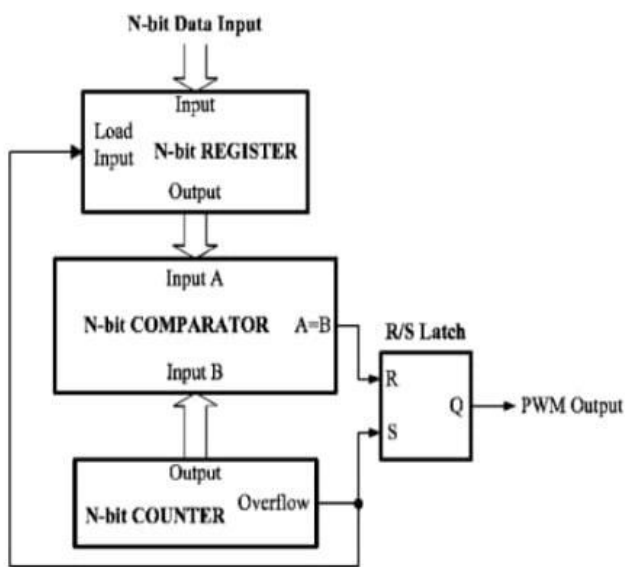 N-bit Data Input
Input
Load
Input
N-bit REGISTER
Output
Input A
N-bit COMPARATOR
A=B
Input B
R/S Latch
R
Q
S
PWM Output
Output
Overflow
N-bit COUNTER